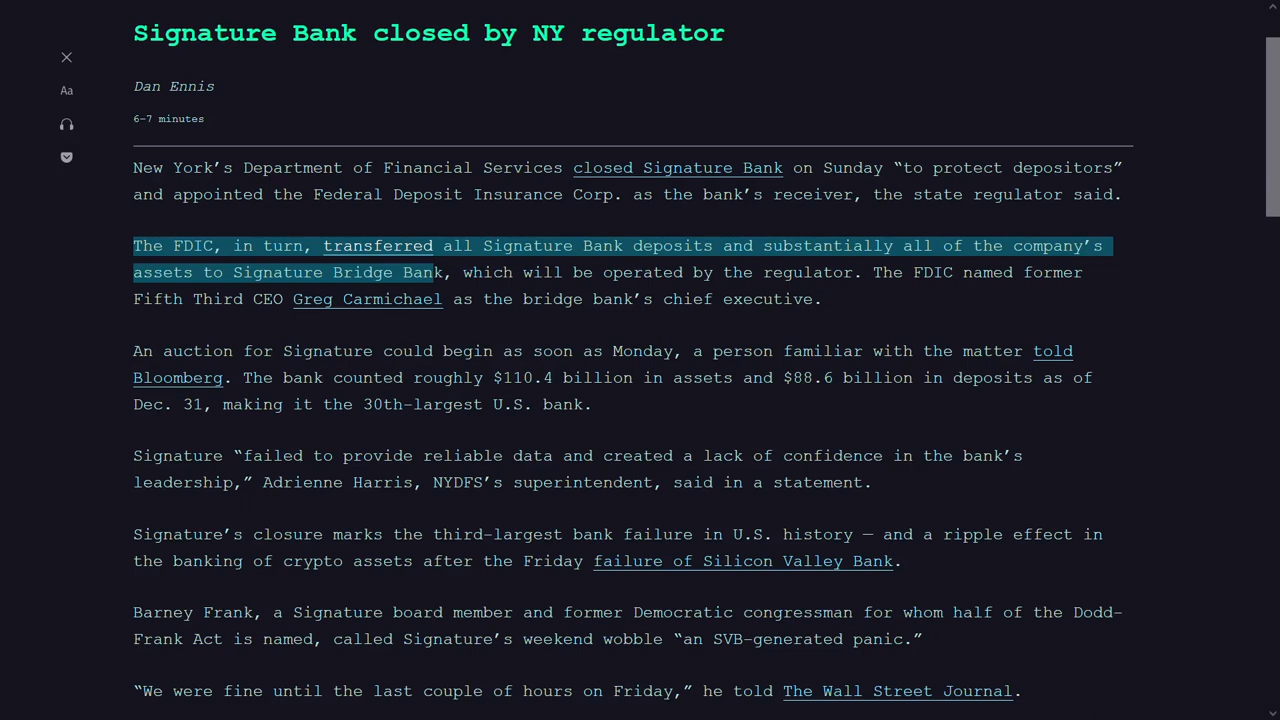 Signature Bank closed by NY regulator
Dan Ennis
Aa
6-7 minutes
New York’s Department of Financial Services closed Signature Bank on Sunday “to protect depositors”
and appointed the Federal Deposit Insurance Corp. as the bank’s receiver, the state regulator said.
The FDIC, in turn, transferred all Signature Bank deposits and substantially all of the company’s
assets to Signature Bridge Bank, which will be operated by the regulator. The FDIC named former
Fifth Third CEO Greg Carmichael as the bridge bank’s chief executive.
An auction for Signature could begin as soon as Monday, a person familiar with the matter told
Bloomberg. The bank counted roughly $110.4 billion in assets and $88.6 billion in deposits as of
Dec. 31, making it the 30th-largest U.S. bank.
Signature “failed to provide reliable data and created a lack of confidence in the bank’s
leadership,” Adrienne Harris, NYDFS’s superintendent, said in a statement.
Signature’s closure marks the third-largest bank failure in U.S. history — and a ripple effect in
the banking of crypto assets after the Friday failure of Silicon Valley Bank.
Barney Frank, a Signature board member and former Democratic congressman for whom half of the Dodd-
Frank Act is named, called Signature’s weekend wobble “an SVB-generated panic.”
“We were fine until the last couple of hours on Friday,” he told The Wall Street Journal.